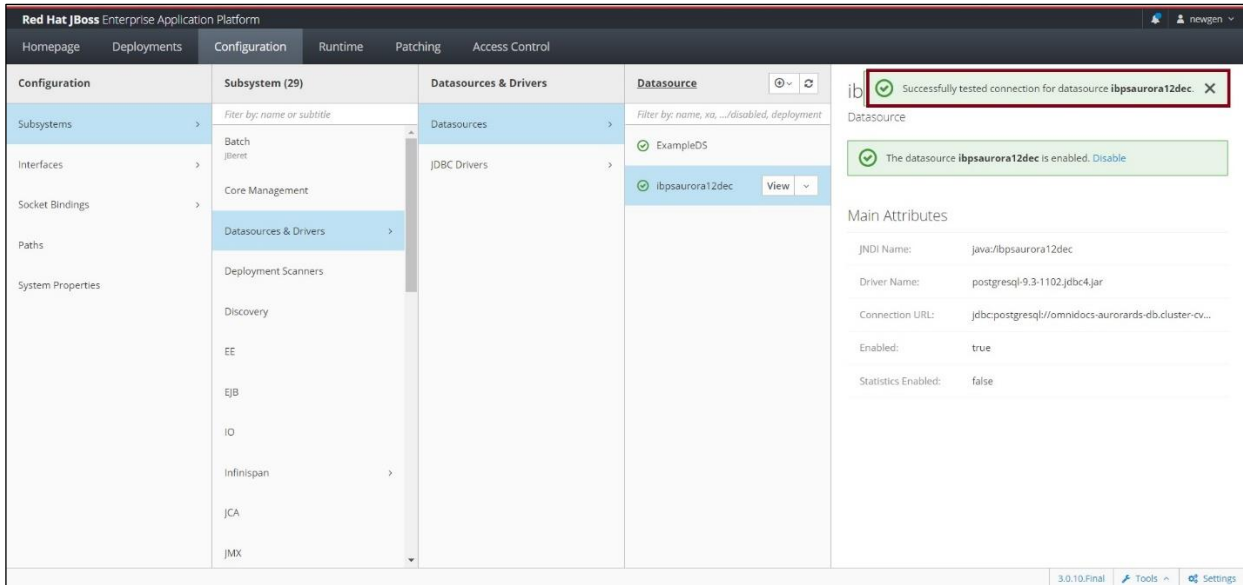 Red Hat JBoss Enterprise Application Platform
newgen
Homepage Deployments Configuration Runtime Patching Access Control
Configuration
Subsystems
Interfaces
Socket Bindings
Paths
System Properties
Subsystem (29)
Fiter by: name or subtitle
Batch
JBeret
Core Management
Datasources & Drivers
Deployment Scanners
Discovery
EE
EJB
IO
Infinispan
JCA
JMX
Datasources & Drivers
Datasources
JDBC Drivers
Datasource
Filter by: name, xa, .../disabled, deployment
ExampleDS
ibpsaurora12dec View
ib
Successfully tested connection for datasource ibpsaurora12dec.
Datasource
The datasource ibpsaurora12dec is enabled. Disable
Main Attributes
JNDI Name: java:/ibpsaurora12dec
Driver Name: postgresql-9.3-1102.jdbc4.jar
Connection URL: jdbc:postgresql://omnidocs-aurorards-db.cluster-cv...
Enabled: true
Statistics Enabled: false
3.0.10.Final Tools Settings